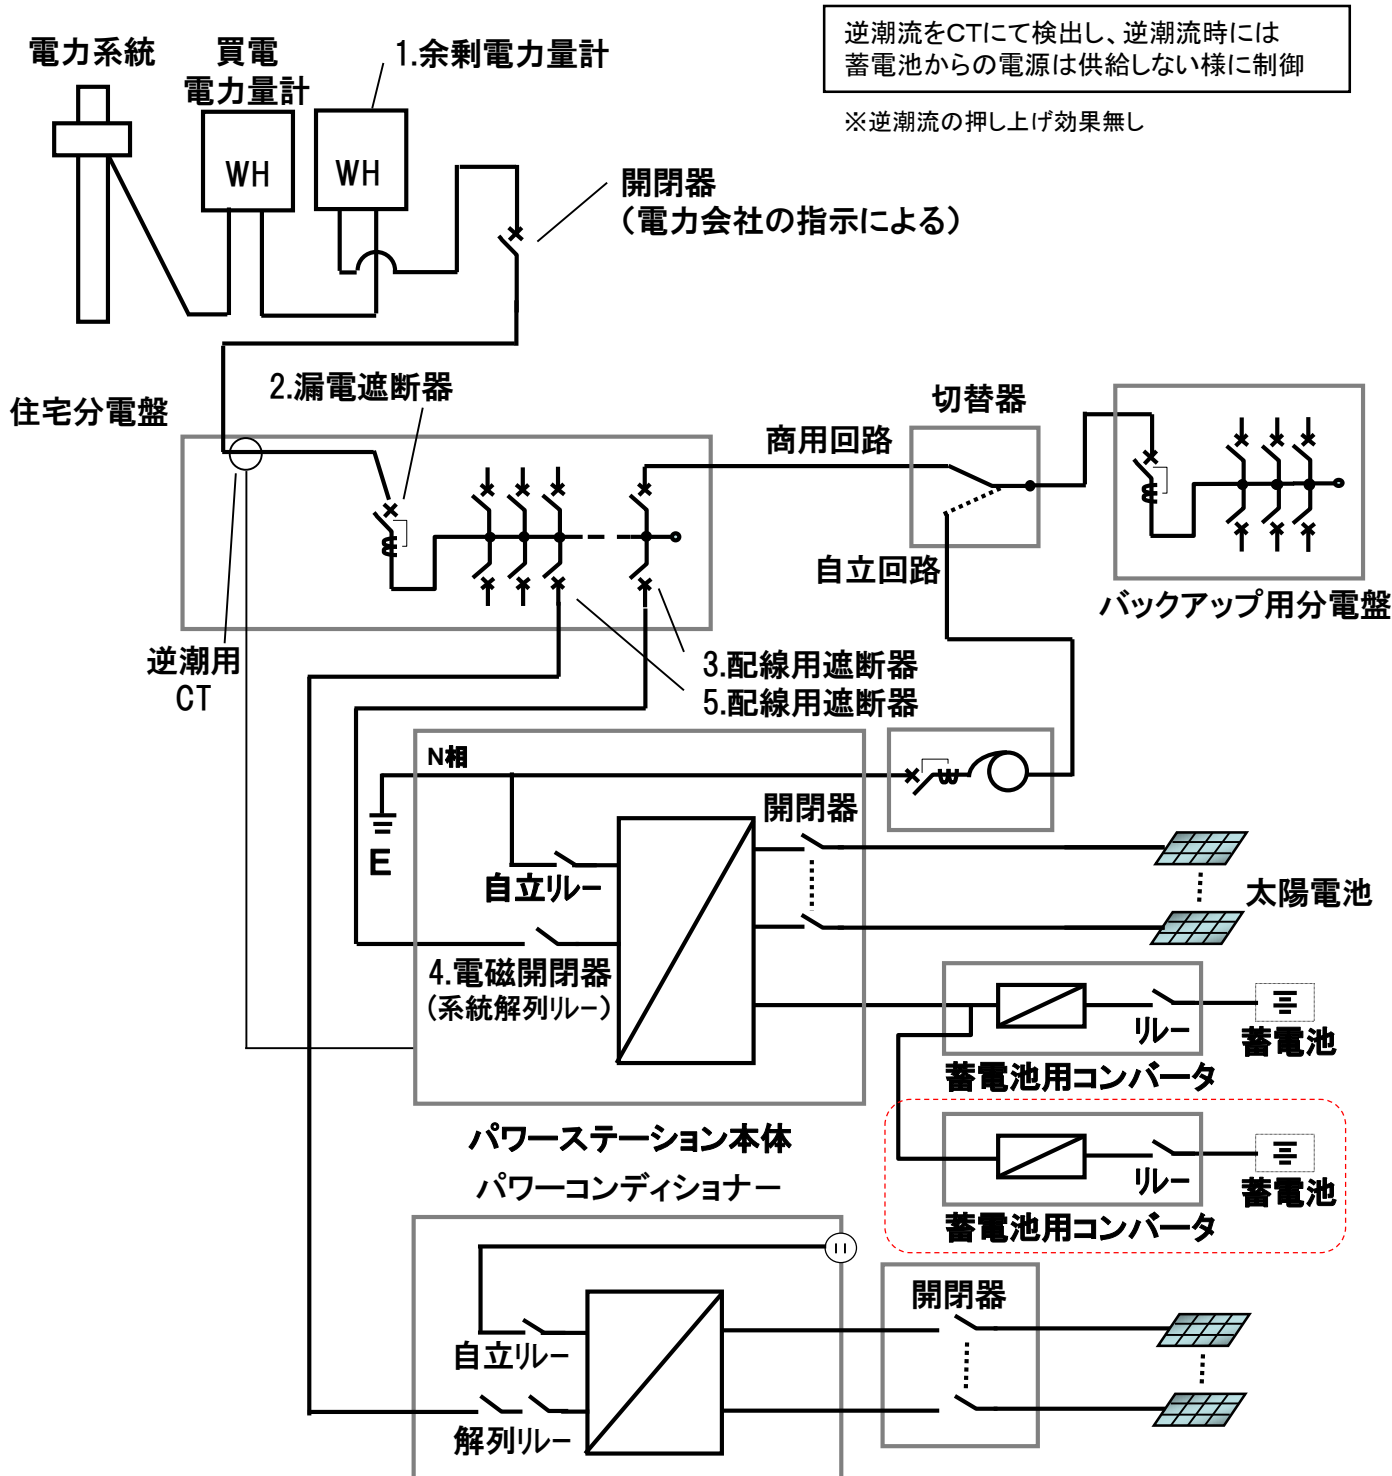 逆潮流をCTにて検出し、逆潮流時には
蓄電池からの電源は供給しない様に制御
※逆潮流の押し上げ効果無し
電力系統
買電
電力量計
1.余剰電力量計
WH
WH
開閉器
（電力会社の指示による）
2.漏電遮断器
住宅分電盤
切替器
商用回路
自立回路
バックアップ用分電盤
逆潮用
CT
3.配線用遮断器
5.配線用遮断器
N相
開閉器
E
自立リレー
太陽電池
4.電磁開閉器
（系統解列リレー）
リレー
蓄電池
蓄電池用コンバータ
パワーステーション本体
リレー
蓄電池
蓄電池用コンバータ
パワーコンディショナー
開閉器
自立リレー
解列リレー